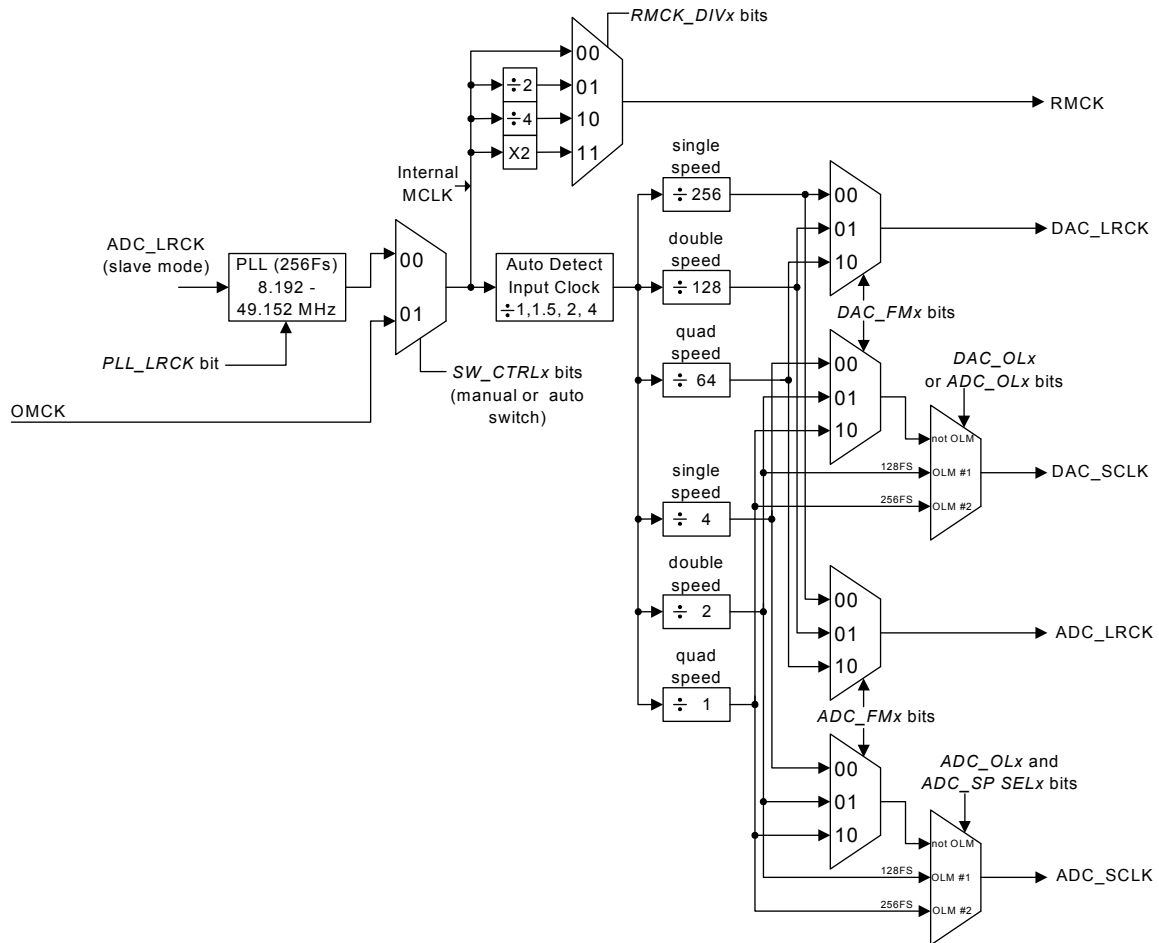 RMCK_DIVx bits
00
÷2
01
÷4
10
X2
11
RMCK
Internal
MCLK
ADC_LRCK
(slave mode)
PLL (256Fs)
8.192 -
49.152 MHz
PLL_LRCK bit
OMCK
00
01
SW_CTRLx bits
(manual or auto
switch)
Auto Detect
Input Clock
÷1,1.5, 2, 4
single
speed
÷ 256
double
speed
÷ 128
quad
speed
÷ 64
single
speed
÷ 4
double
speed
÷ 2
quad
speed
÷ 1
00
01
10
DAC_LRCK
DAC_FMx bits
00
01
10
DAC_OLx
or ADC_OLx bits
not OLM
128FS
OLM #1
256FS
OLM #2
DAC_SCLK
00
01
10
ADC_LRCK
ADC_FMx bits
00
01
10
ADC_OLx and
ADC_SP SELx bits
not OLM
128FS
OLM #1
256FS
OLM #2
ADC_SCLK